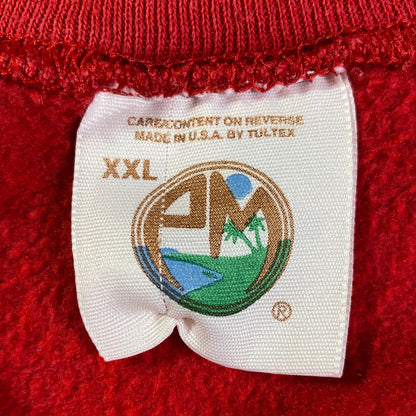 CARE/CONTENT ON REVERSE
MADE IN U.S.A. BY TULTEX
XXL
PM
®